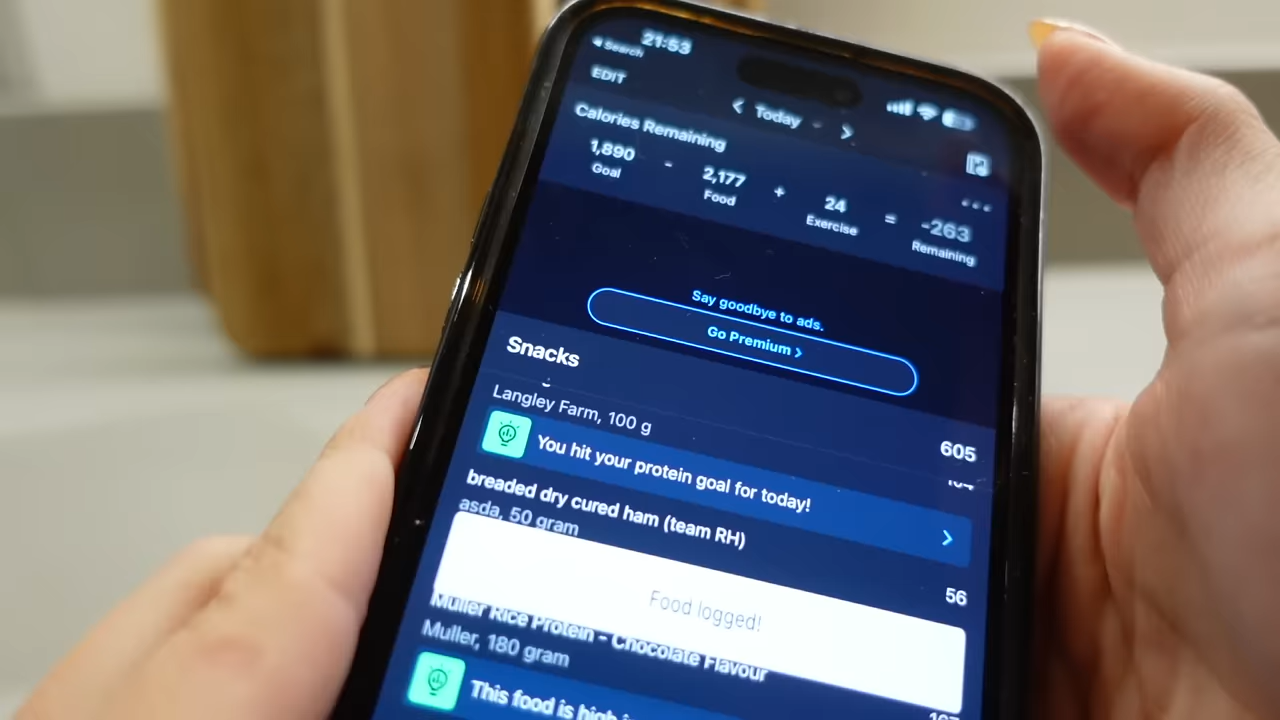 21:53
Search
EDIT
Today
Calories Remaining
1,890 - 2,177 + 24 = -263
Goal Food Exercise Remaining
Say goodbye to ads.
Go Premium
Snacks 605
Langley Farm, 100 g
You hit your protein goal for today!
breaded dry cured ham (team RH)
asda, 50 gram 56
Food logged!
Muller Rice Protein - Chocolate Flavour
Muller, 180 gram
This food is high